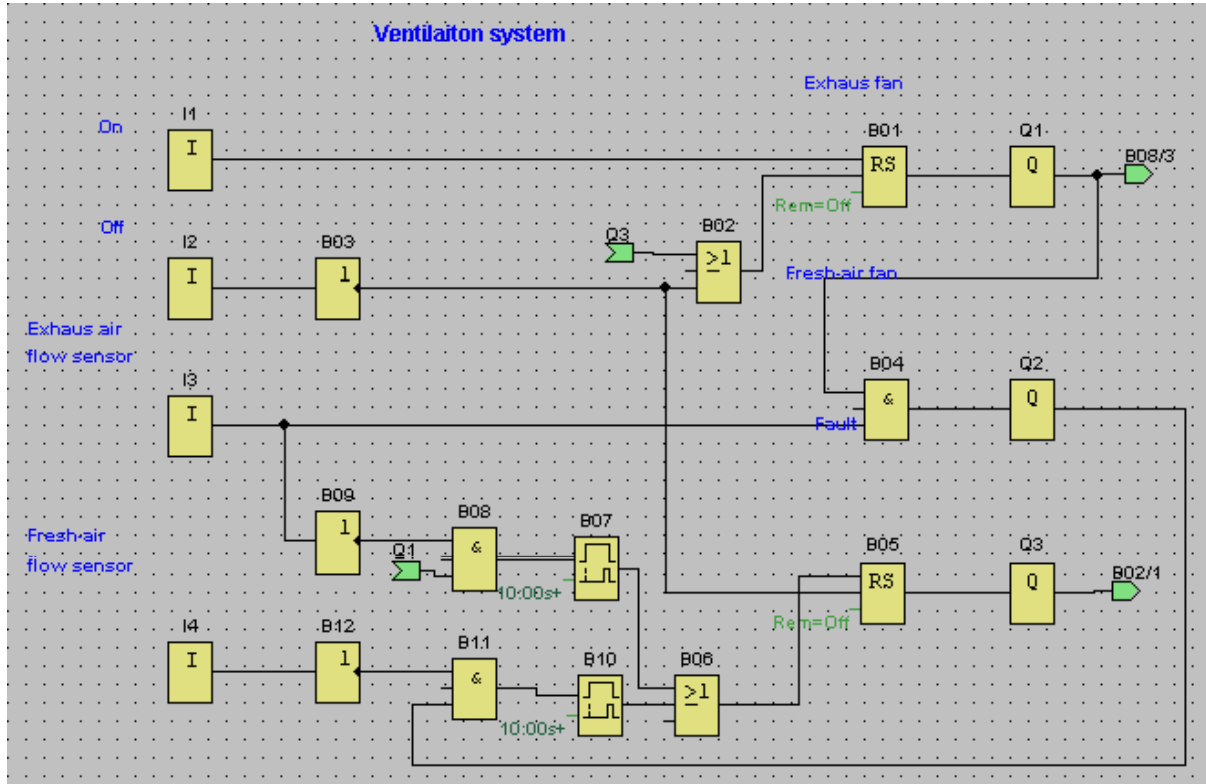 Ventilaiton system
Exhaus fan
I1
On
I
B01
RS
Rem=Off
Q1
Q
B08/3
Off
I2
I
B03
1
Q3
B02
>1
Fresh-air fan
Exhaus air
flow sensor
I3
I
B04
&
Fault
Q2
Q
Fresh-air
flow sensor
B09
1
Q1
B08
&
B07
10:00s+
B05
RS
Rem=Off
Q3
Q
B02/1
I4
I
B12
1
B11
&
B10
10:00s+
B06
>1